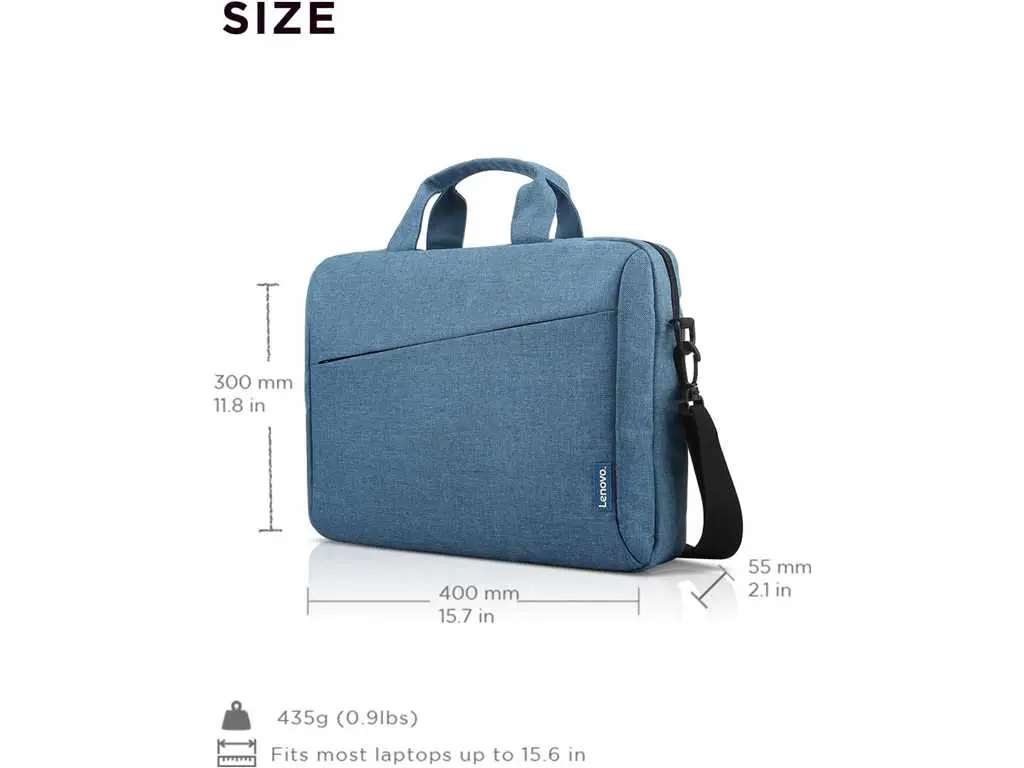 SIZE
300 mm
11.8 in
Lenovo.
400 mm
15.7 in
55 mm
2.1 in
435g (0.9lbs)
Fits most laptops up to 15.6 in